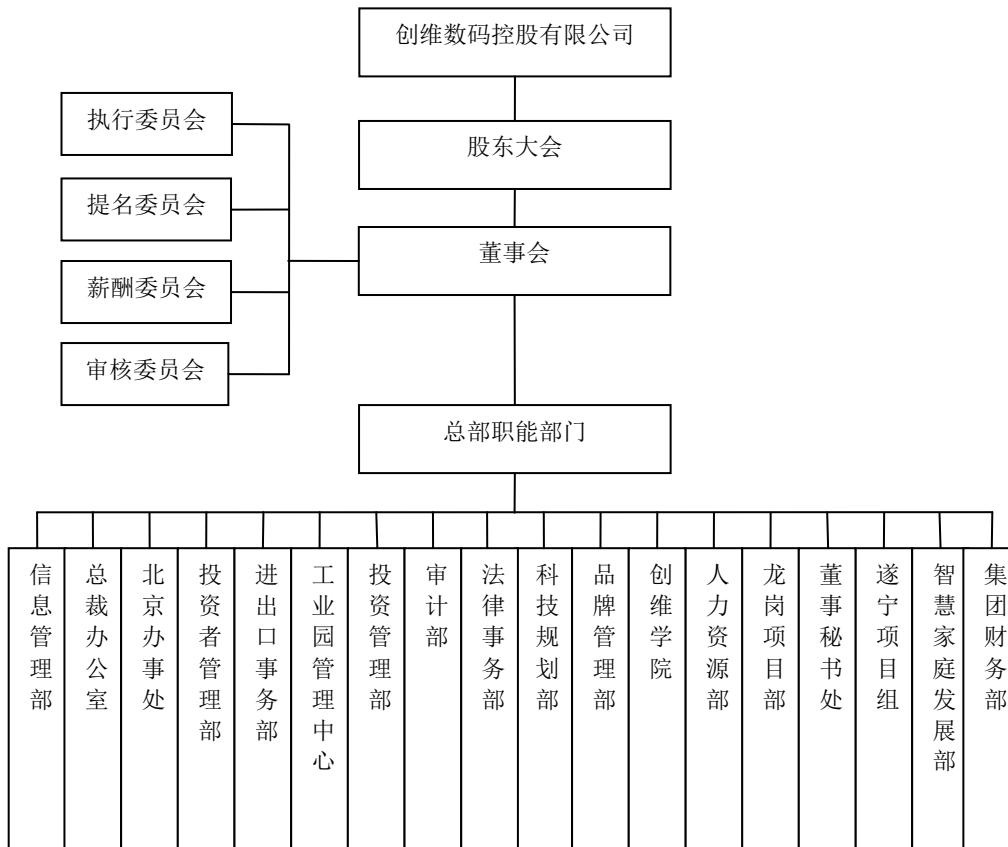 创维数码控股有限公司
执行委员会
股东大会
提名委员会
董事会
薪酬委员会
审核委员会
总部职能部门
信息管理部
总裁办公室
北京办事处
投资者管理部
进出口事务部
工业园管理中心
投资管理部
审计部
法律事务部
科技规划部
品牌管理部
创维学院
人力资源部
龙岗项目部
董事秘书处
遂宁项目组
智慧家庭发展部
集团财务部